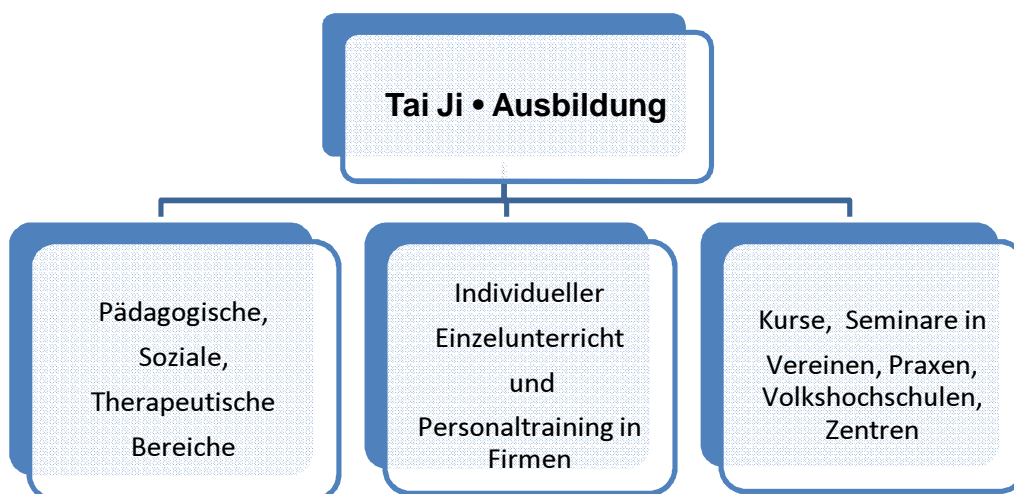 Tai Ji • Ausbildung
Pädagogische,
Soziale,
Therapeutische
Bereiche
Individueller
Einzelunterricht
und
Personaltraining in
Firmen
Kurse, Seminare in
Vereinen, Praxen,
Volkshochschulen,
Zentren